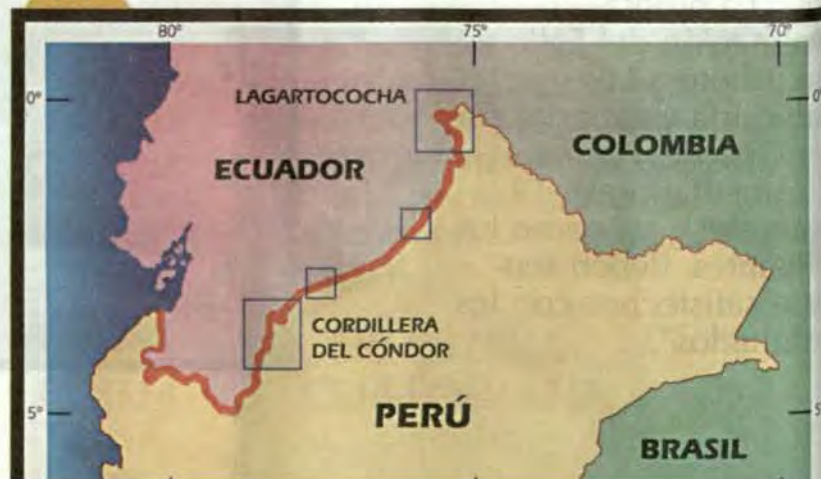 80°
75°
70°
0°
LAGARTOCOCHA
COLOMBIA
ECUADOR
CORDILLERA
DEL CÓNDOR
5°
PERÚ
BRASIL